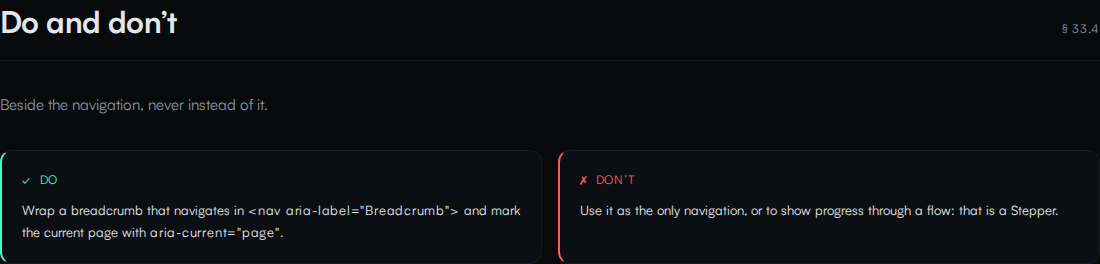 Do and don’t
§ 33.4
Beside the navigation, never instead of it.
✓ DO
Wrap a breadcrumb that navigates in <nav aria-label="Breadcrumb"> and mark
the current page with aria-current="page".
✗ DON’T
Use it as the only navigation, or to show progress through a flow: that is a Stepper.